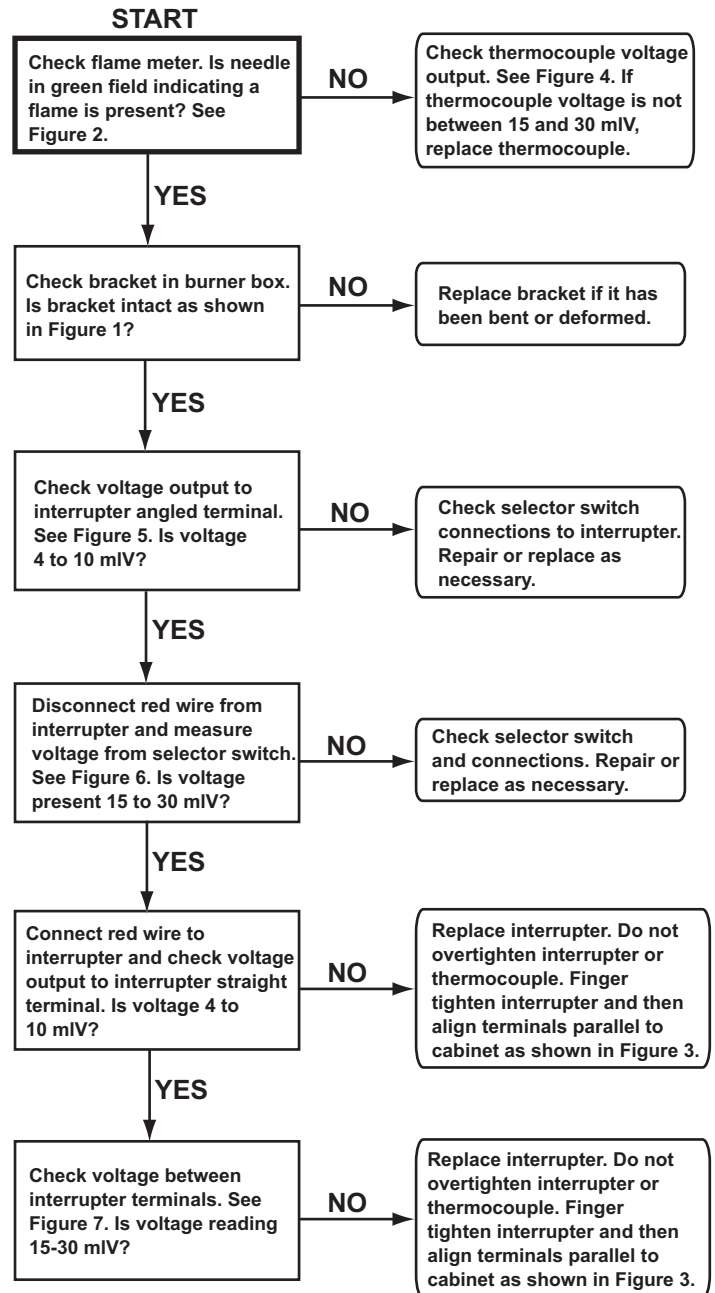 START
Check flame meter. Is needle
in green field indicating a
flame is present? See
Figure 2.
NO
Check thermocouple voltage
output. See Figure 4. If
thermocouple voltage is not
between 15 and 30 mlV,
replace thermocouple.
YES
Check bracket in burner box.
Is bracket intact as shown
in Figure 1?
NO
Replace bracket if it has
been bent or deformed.
YES
Check voltage output to
interrupter angled terminal.
See Figure 5. Is voltage
4 to 10 mlV?
NO
Check selector switch
connections to interrupter.
Repair or replace as
necessary.
YES
Disconnect red wire from
interrupter and measure
voltage from selector switch.
See Figure 6. Is voltage
present 15 to 30 mlV?
NO
Check selector switch
and connections. Repair or
replace as necessary.
YES
Connect red wire to
interrupter and check voltage
output to interrupter straight
terminal. Is voltage 4 to
10 mlV?
NO
Replace interrupter. Do not
overtighten interrupter or
thermocouple. Finger
tighten interrupter and then
align terminals parallel to
cabinet as shown in Figure 3.
YES
Check voltage between
interrupter terminals. See
Figure 7. Is voltage reading
15-30 mlV?
NO
Replace interrupter. Do not
overtighten interrupter or
thermocouple. Finger
tighten interrupter and then
align terminals parallel to
cabinet as shown in Figure 3.